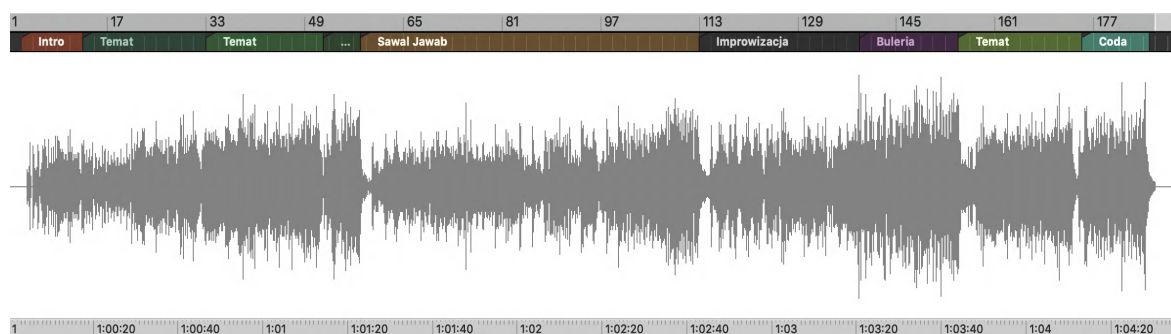 1 17 33 49 65 81 97 113 129 145 161 177
Intro Temat Temat ... Sawal Jawab Improwizacja Buleria Temat Coda
1 1:00:20 1:00:40 1:01 1:01:20 1:01:40 1:02 1:02:20 1:02:40 1:03 1:03:20 1:03:40 1:04 1:04:20